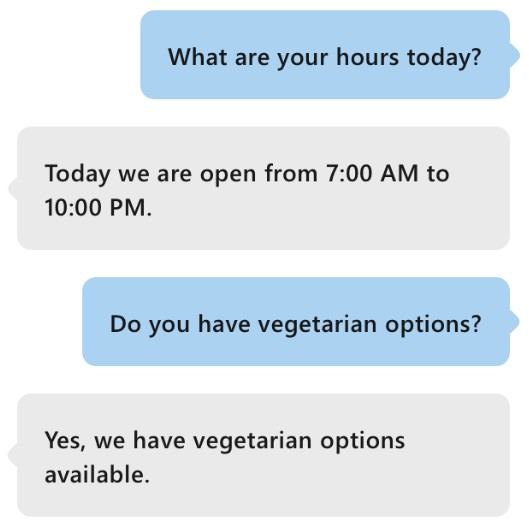 What are your hours today?
Today we are open from 7:00 AM to
10:00 PM.
Do you have vegetarian options?
Yes, we have vegetarian options
available.